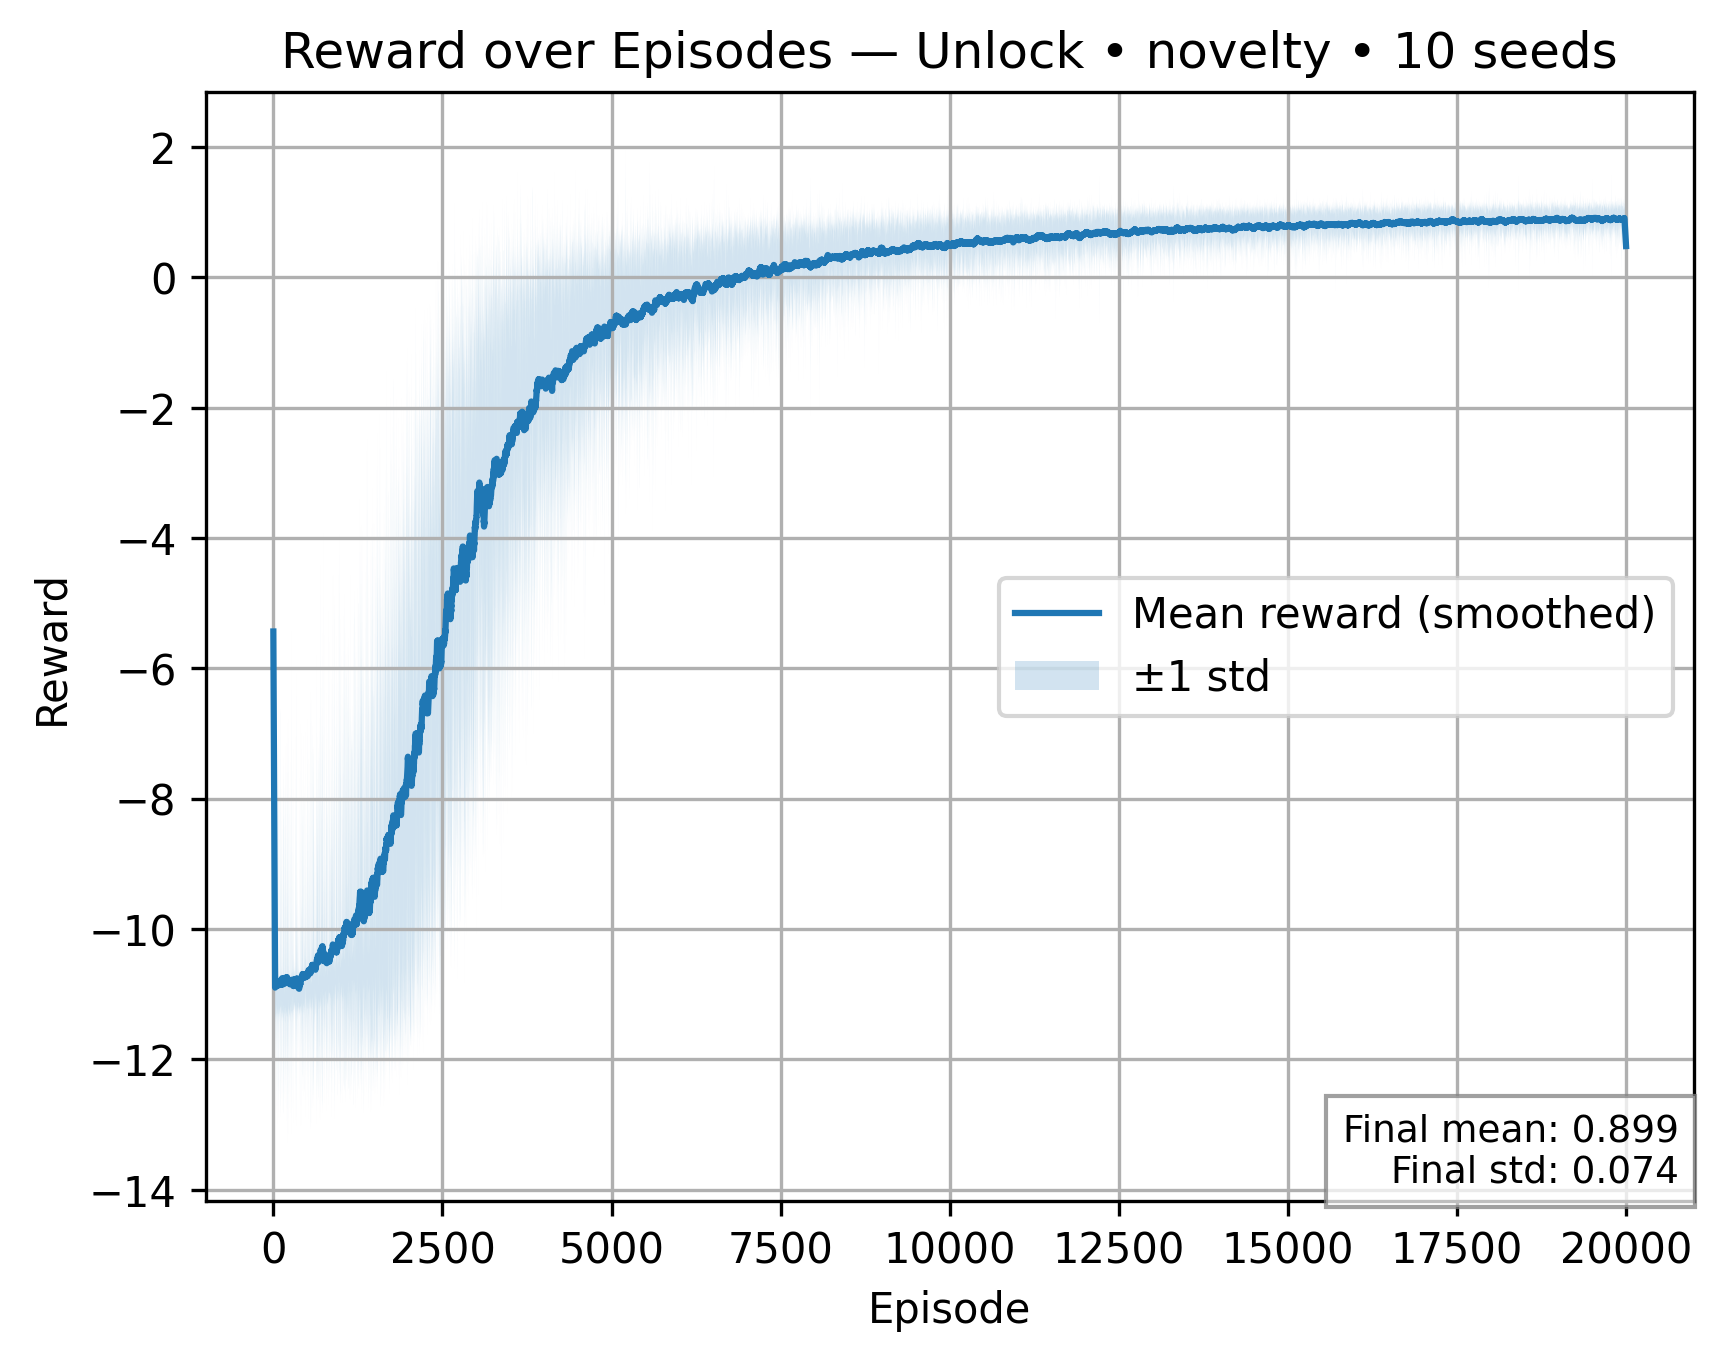 Reward over Episodes — Unlock • novelty • 10 seeds
Reward
2
0
−2
−4
−6
−8
−10
−12
−14
Mean reward (smoothed)
±1 std
Final mean: 0.899
Final std: 0.074
0 2500 5000 7500 10000 12500 15000 17500 20000
Episode